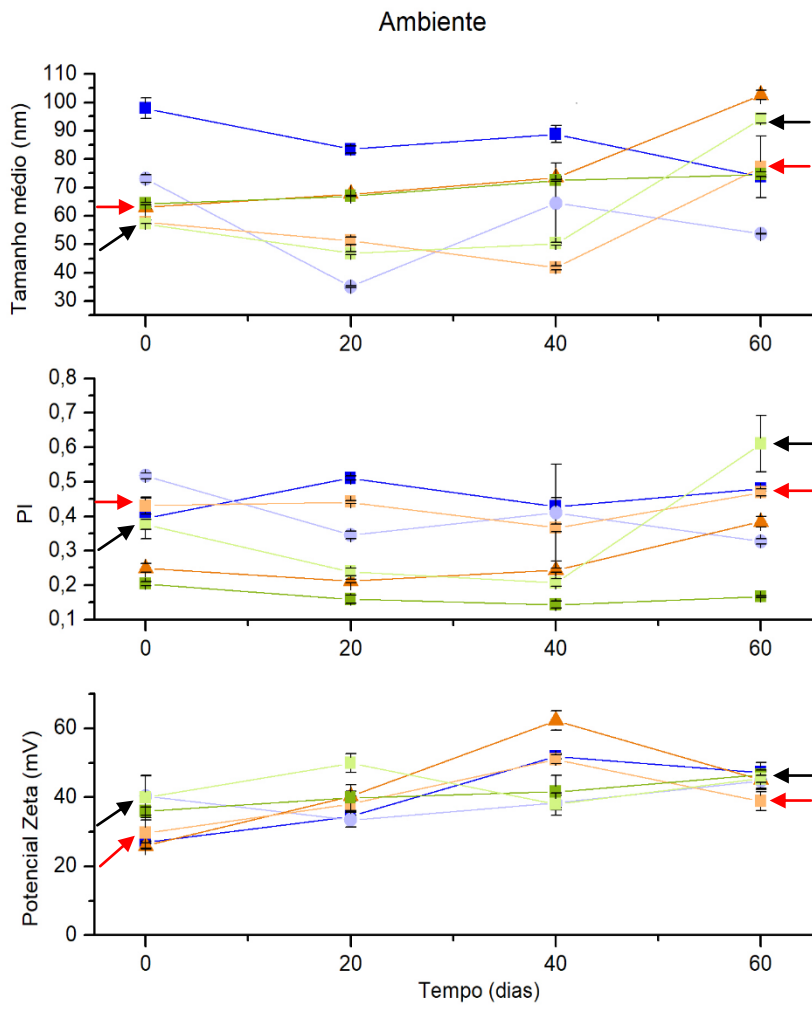 Ambiente
Tamanho médio (nm)
110
100
90
80
70
60
50
40
30
0 20 40 60
PI
0,8
0,7
0,6
0,5
0,4
0,3
0,2
0,1
0 20 40 60
Potencial Zeta (mV)
60
40
20
0
0 20 40 60
Tempo (dias)